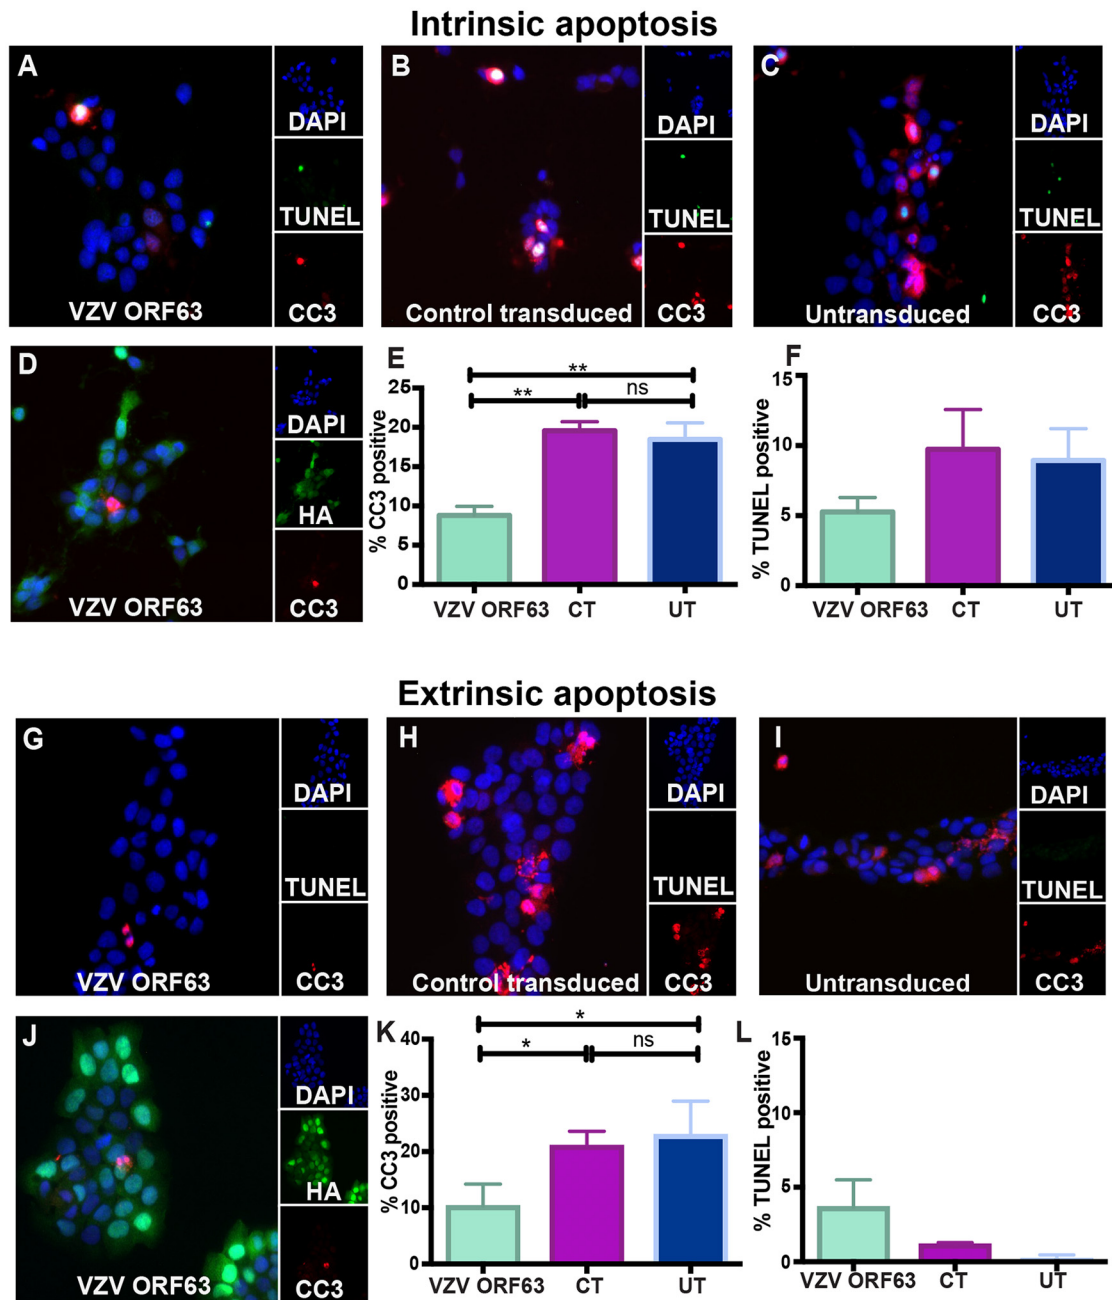 Intrinsic apoptosis
A
DAPI
TUNEL
CC3
VZV ORF63
B
DAPI
TUNEL
CC3
Control transduced
C
DAPI
TUNEL
CC3
Untransduced
D
DAPI
HA
CC3
VZV ORF63
E
% CC3 positive
25
20
15
10
5
0
**
**
ns
VZV ORF63
CT
UT
F
% TUNEL positive
15
10
5
0
VZV ORF63
CT
UT
Extrinsic apoptosis
G
DAPI
TUNEL
CC3
VZV ORF63
H
DAPI
TUNEL
CC3
Control transduced
I
DAPI
TUNEL
CC3
Untransduced
J
DAPI
HA
CC3
VZV ORF63
K
% CC3 positive
40
30
20
10
0
*
*
ns
VZV ORF63
CT
UT
L
% TUNEL positive
15
10
5
0
VZV ORF63
CT
UT